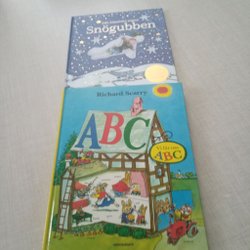 Snögubben
Richard Scarry
ABC
Vi lär oss
ABC